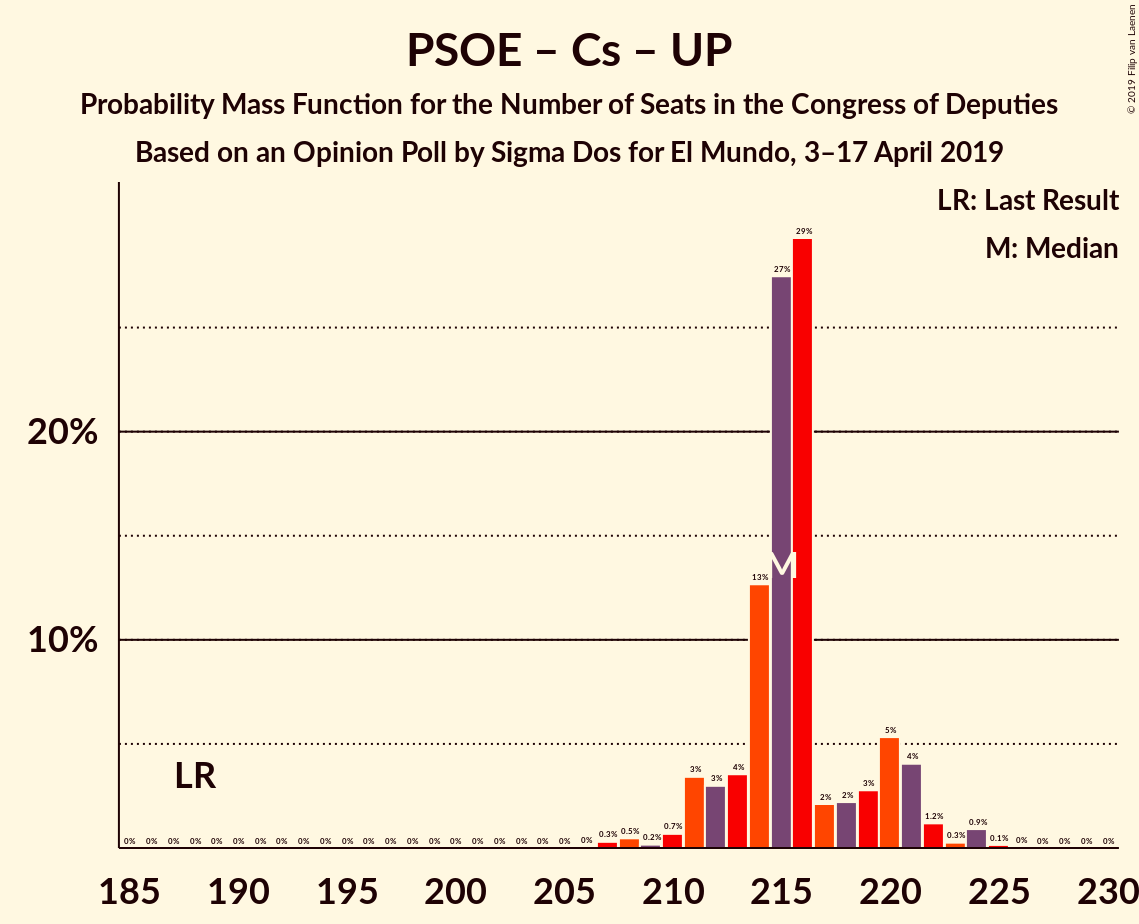 PSOE – Cs – UP
Probability Mass Function for the Number of Seats in the Congress of Deputies
Based on an Opinion Poll by Sigma Dos for El Mundo, 3–17 April 2019
© 2019 Filip van Laenen
LR: Last Result
M: Median
20%
10%
LR
M
0% 0% 0% 0% 0% 0% 0% 0% 0% 0% 0% 0% 0% 0% 0% 0% 0% 0% 0% 0% 0% 0% 0.3% 0.5% 0.2% 0.7% 3% 3% 4% 13% 27% 29% 2% 2% 3% 5% 4% 1.2% 0.3% 0.9% 0.1% 0% 0% 0% 0% 0%
185 190 195 200 205 210 215 220 225 230